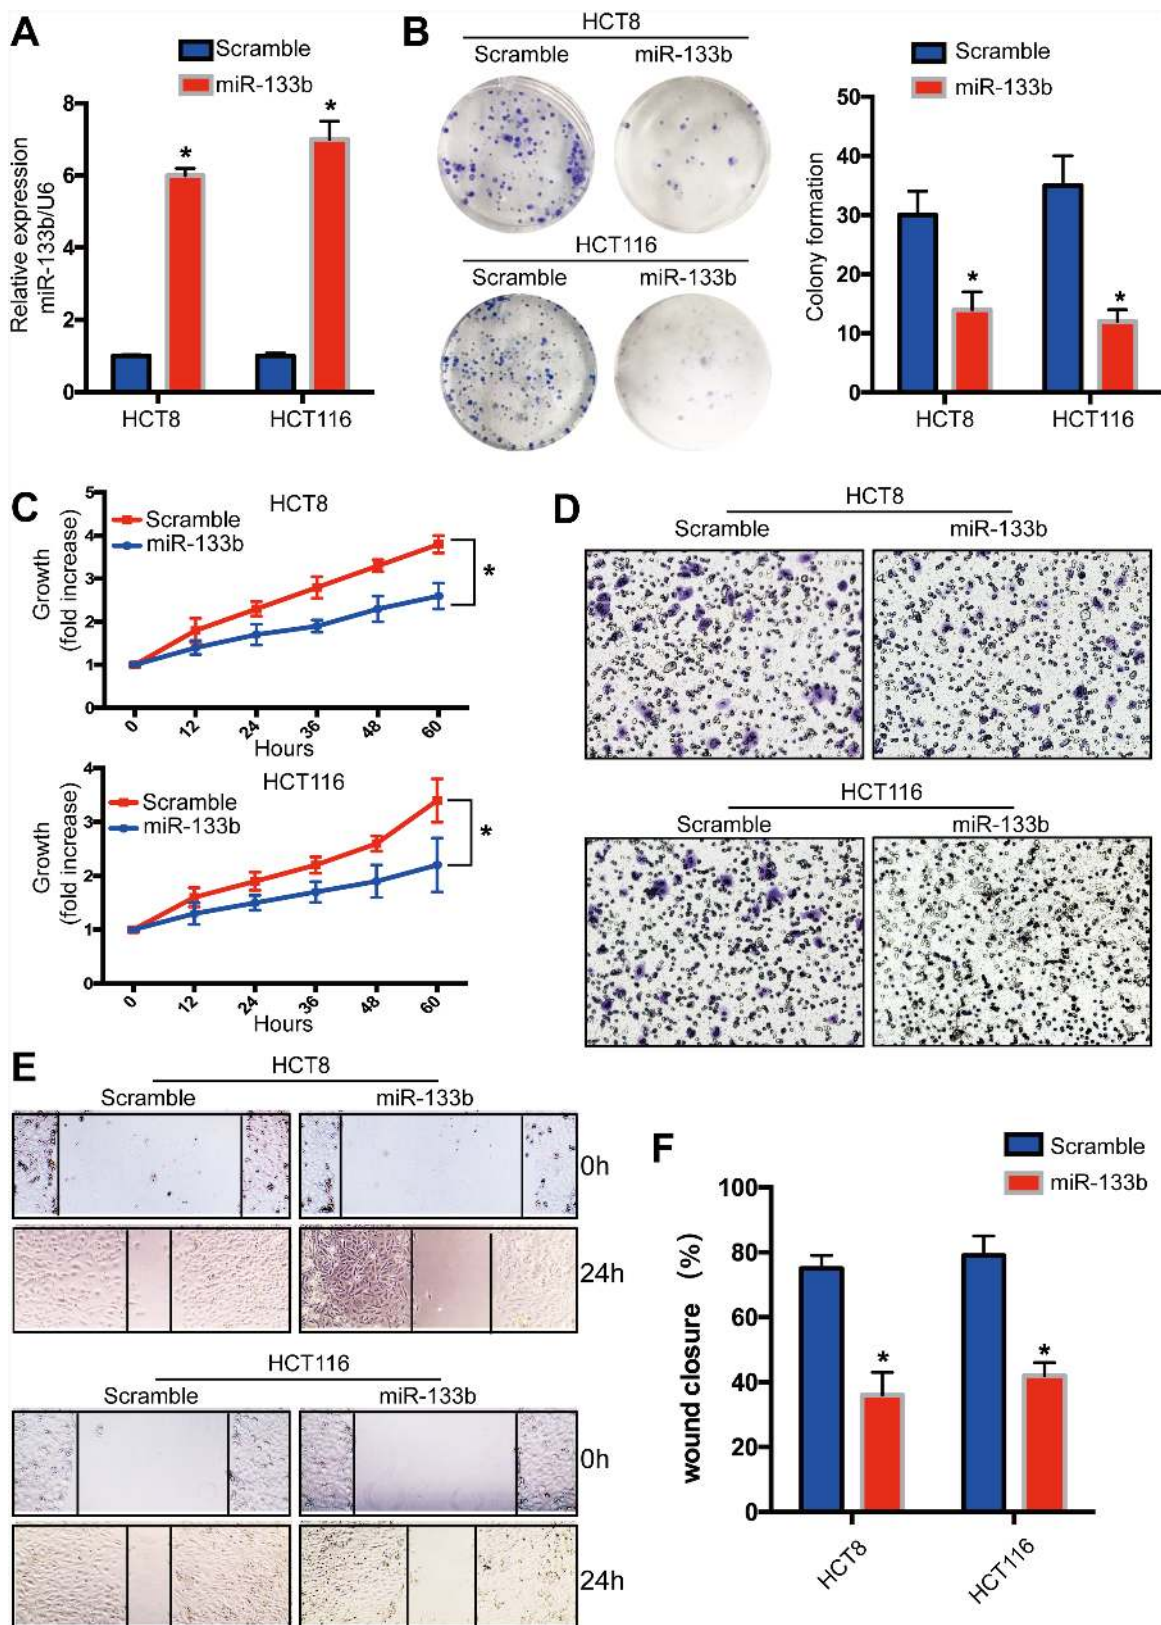 A
Scramble
miR-133b
Relative expression
miR-133b/U6
8
6
4
2
0
*
*
HCT8
HCT116
B
HCT8
Scramble
miR-133b
HCT116
Scramble
miR-133b
Scramble
miR-133b
Colony formation
50
40
30
20
10
0
*
*
HCT8
HCT116
C
HCT8
Scramble
miR-133b
Growth
(fold increase)
5
4
3
2
1
0
*
0 12 24 36 48 60
Hours
HCT116
Scramble
miR-133b
Growth
(fold increase)
4
3
2
1
0
*
0 12 24 36 48 60
Hours
D
HCT8
Scramble
miR-133b
HCT116
Scramble
miR-133b
E
HCT8
Scramble
miR-133b
0h
24h
HCT116
Scramble
miR-133b
0h
24h
F
Scramble
miR-133b
wound closure (%)
100
80
60
40
20
0
*
*
HCT8
HCT116